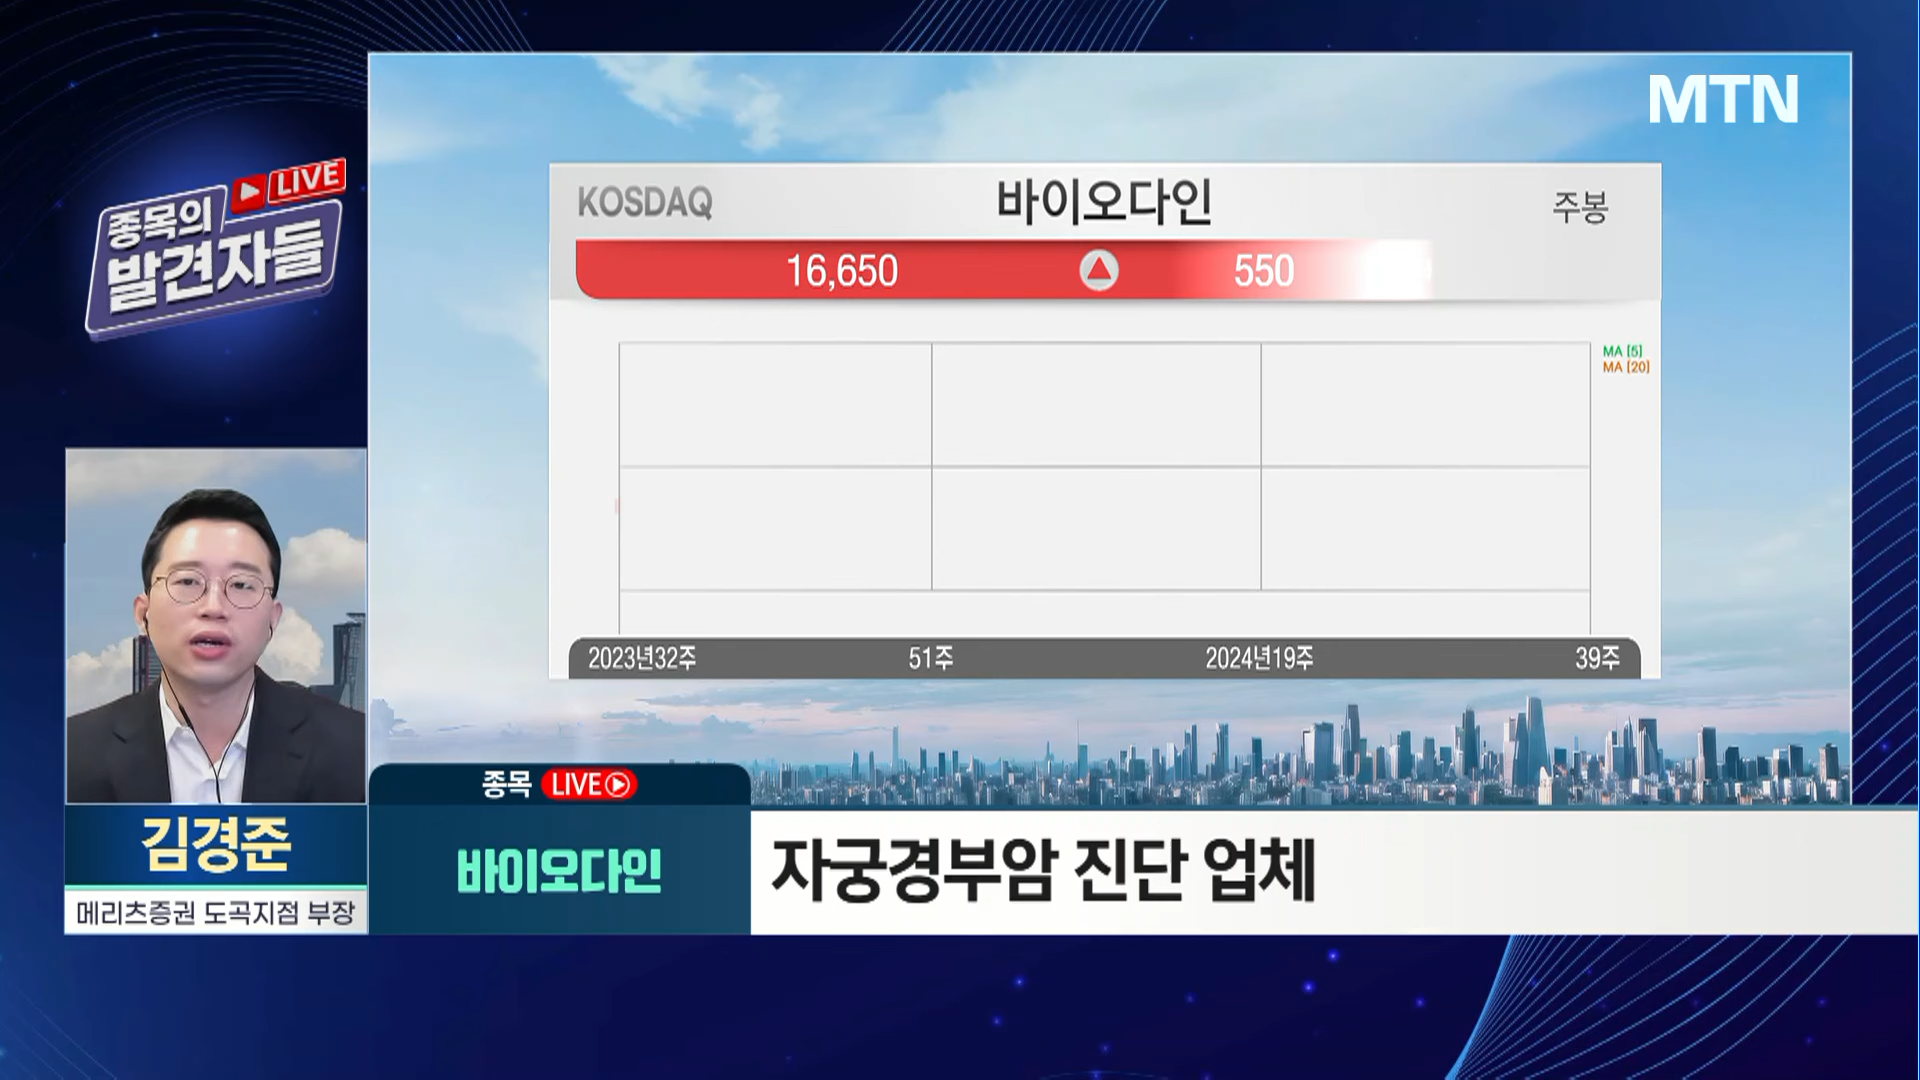 MTN
LIVE
종목의
발견자들
KOSDAQ
바이오다인
주봉
16,650
550
MA [5]
MA [20]
2023년32주
51주
2024년19주
39주
종목 LIVE
바이오다인
자궁경부암 진단 업체
김경준
메리츠증권 도곡지점 부장